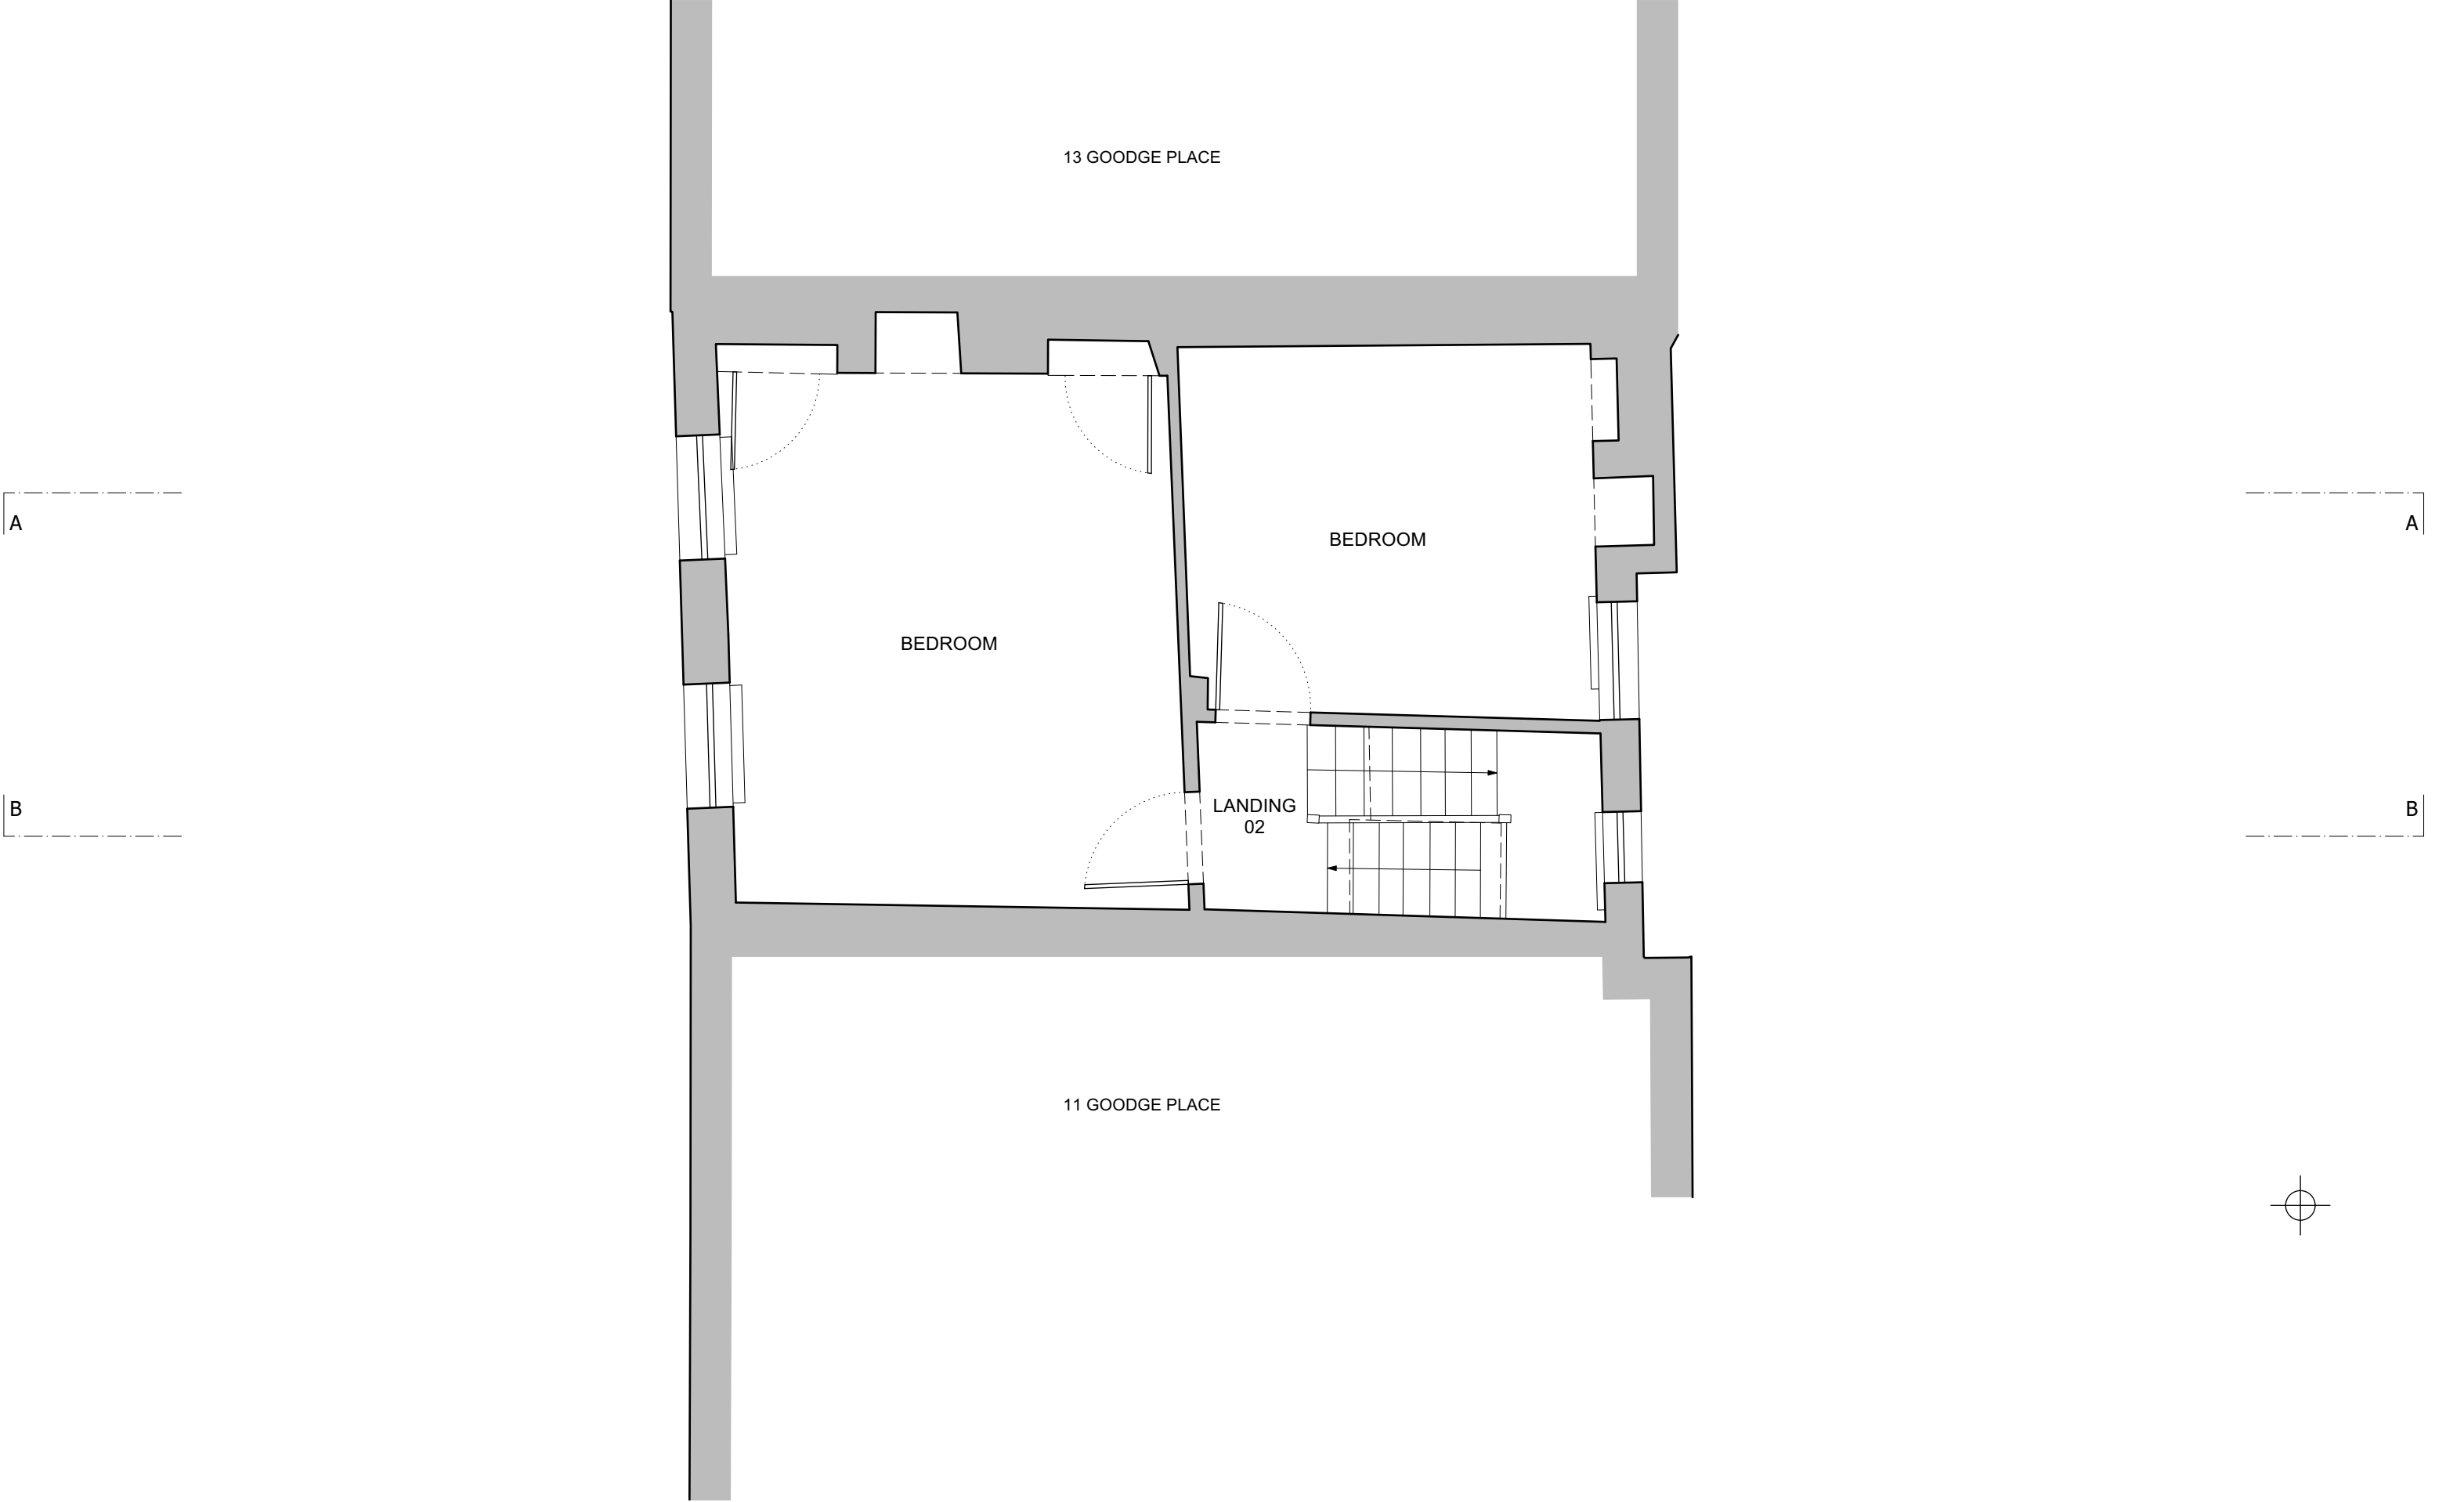 13 GOODGE PLACE
A
A
BEDROOM
BEDROOM
B
LANDING
02
B
11 GOODGE PLACE